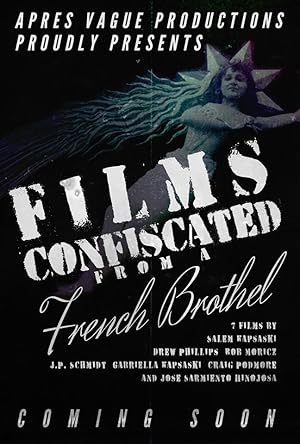 APRES VAGUE PRODUCTIONS
PROUDLY PRESENTS
FILMS
CONFISCATED
FROM A
French Brothel
7 FILMS BY
SALEM KAPSASKI
DREW PHILLIPS ROB MORICZ
J.P. SCHMIDT GABRIELLA KAPSASKI CRAIG PODMORE
AND JOSE SARMIENTO HINOJOSA
COMING SOON